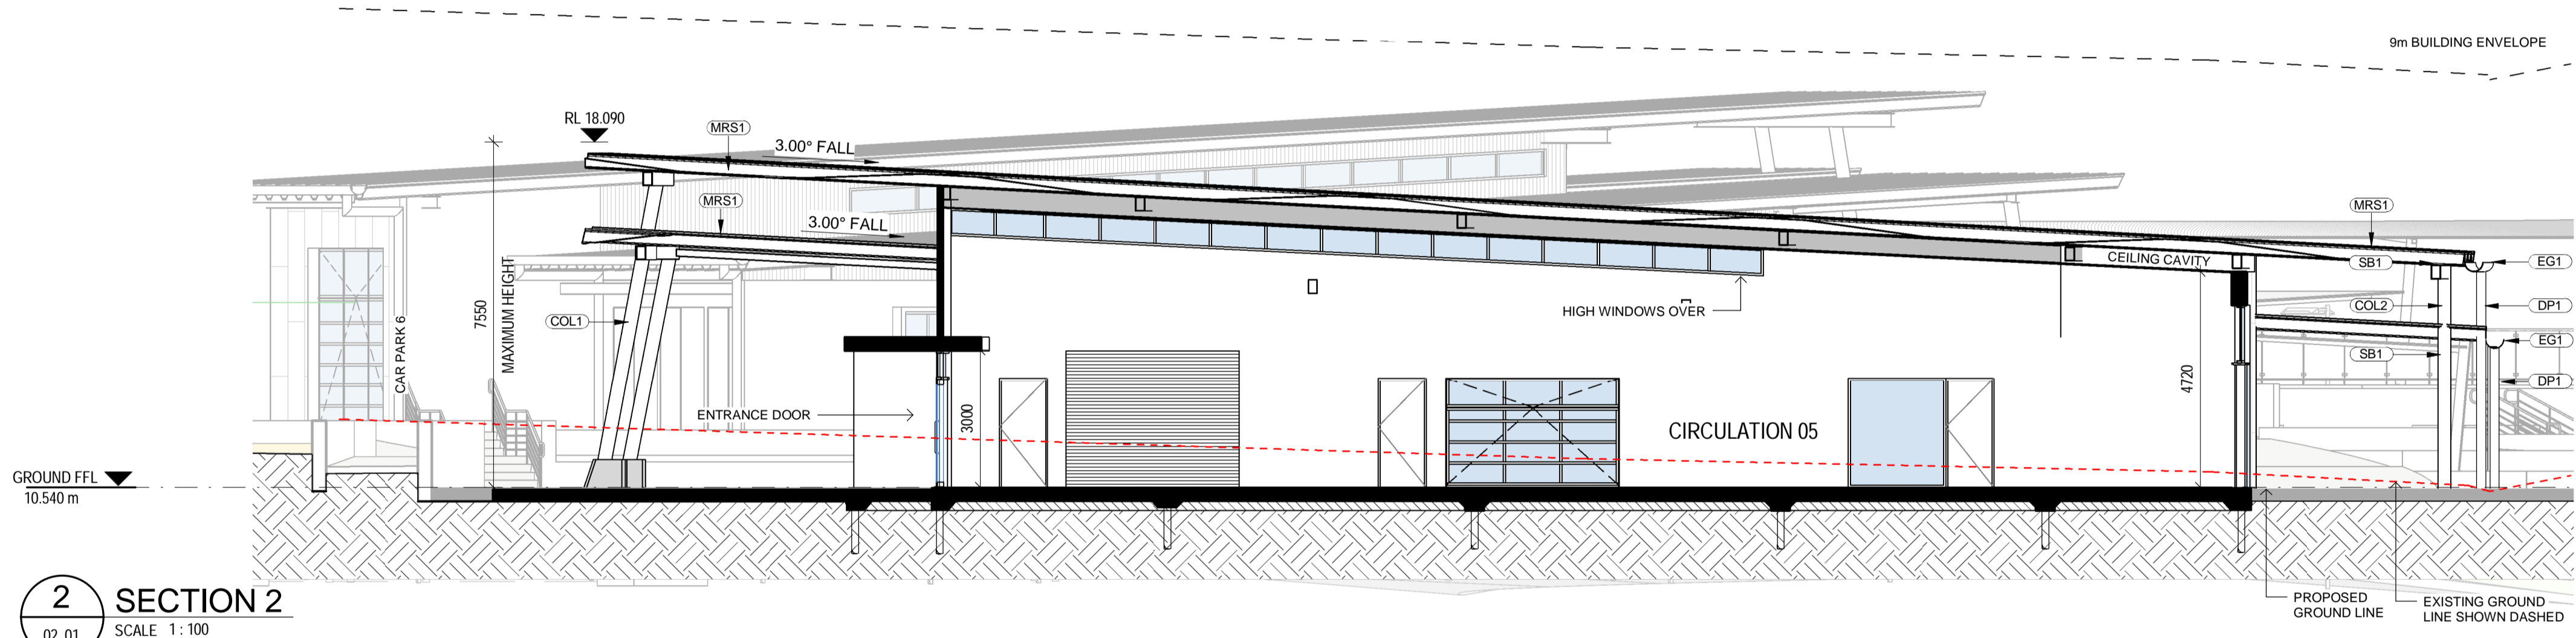 9m BUILDING ENVELOPE
RL 18.090
MRS1
3.00° FALL
MRS1
3.00° FALL
MRS1
CEILING CAVITY
SB1
EG1
HIGH WINDOWS OVER
COL2
DP1
7550
MAXIMUM HEIGHT
CAR PARK 6
COL1
SB1
EG1
4720
DP1
ENTRANCE DOOR
3000
CIRCULATION 05
GROUND FFL
10.540 m
2
02 01
SECTION 2
SCALE 1 : 100
PROPOSED
GROUND LINE
EXISTING GROUND
LINE SHOWN DASHED